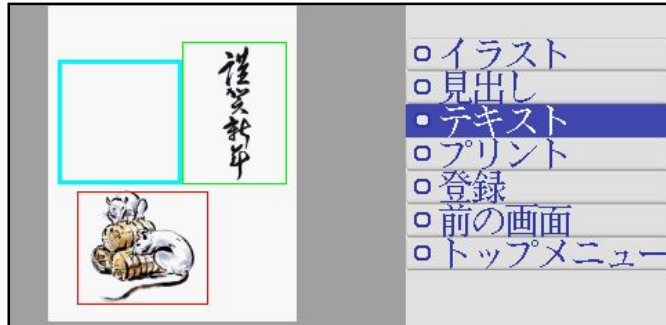 謹賀新年
イラスト
見出し
テキスト
プリント
登録
前の画面
トップメニュー